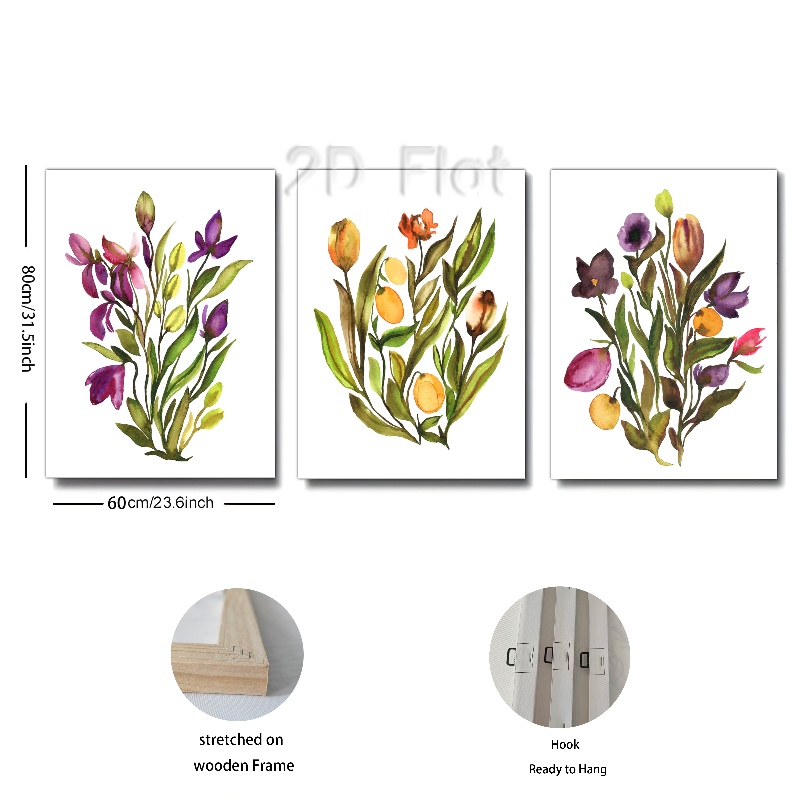 2D Flat
80cm/31.5inch
60cm/23.6inch
stretched on
wooden Frame
Hook
Ready to Hang